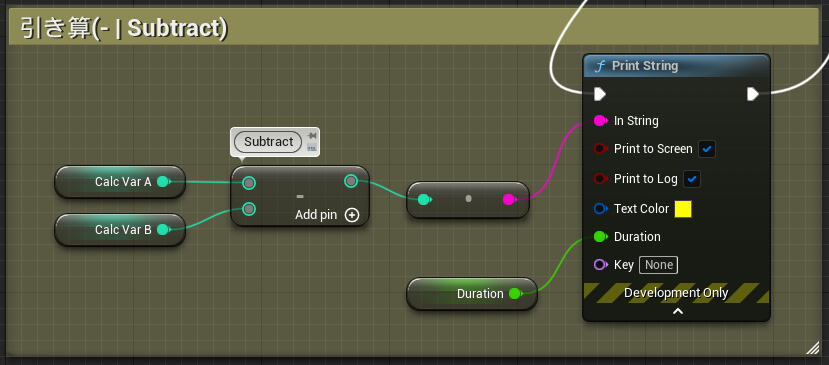 引き算(- | Subtract)
Print String
In String
Subtract
Print to Screen
Calc Var A
Print to Log
-
Text Color
Add pin
Calc Var B
Duration
Key None
Duration
Development Only